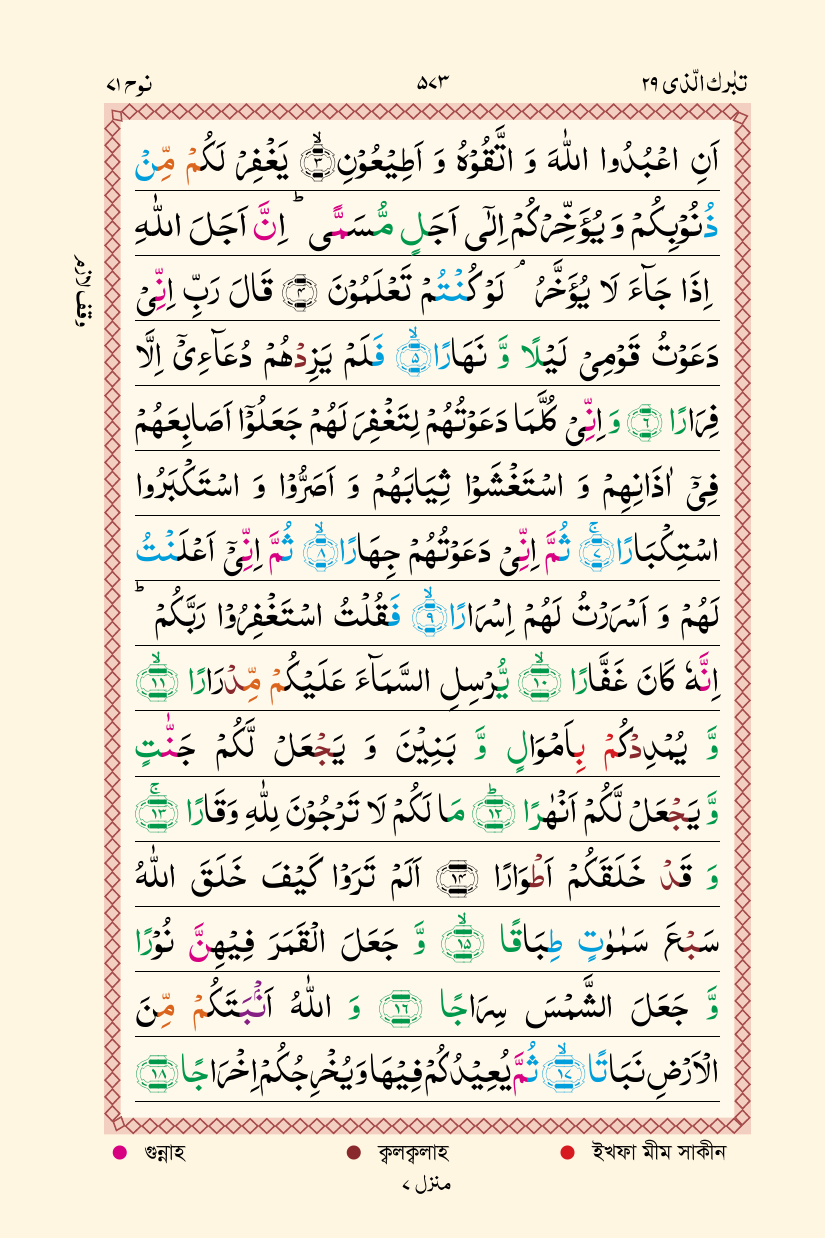 تبٰرك الّذى ٢٩ ٥٧٣ نوح ٧١
اَنِ اعْبُدُوا اللّٰهَ وَ اتَّقُوْهُ وَ اَطِيْعُوْنِۙ‏﴿٣﴾ يَغْفِرْ لَكُمْ مِّنْ
ذُنُوْبِكُمْ وَ يُؤَخِّرْكُمْ اِلٰٓى اَجَلٍ مُّسَمًّى‌ ؕ اِنَّ اَجَلَ اللّٰهِ
اِذَا جَآءَ لَا يُؤَخَّرُ‌ ۘ لَوْ كُنْتُمْ تَعْلَمُوْنَ‏ ﴿٤﴾ قَالَ رَبِّ اِنِّىْ
وقف لازم
دَعَوْتُ قَوْمِىْ لَيْلًا وَّ نَهَارًاۙ‏ ﴿٥﴾ فَلَمْ يَزِدْهُمْ دُعَآءِىْۤ اِلَّا
فِرَارًا‏ ﴿٦﴾ وَ اِنِّىْ كُلَّمَا دَعَوْتُهُمْ لِتَغْفِرَ لَهُمْ جَعَلُوْۤا اَصَابِعَهُمْ
فِىْۤ اٰذَانِهِمْ وَ اسْتَغْشَوْا ثِيَابَهُمْ وَ اَصَرُّوْا وَ اسْتَكْبَرُوا
اسْتِكْبَارًا‌ۚ‏ ﴿٧﴾ ثُمَّ اِنِّىْ دَعَوْتُهُمْ جِهَارًاۙ‏ ﴿٨﴾ ثُمَّ اِنِّىْۤ اَعْلَنْتُ
لَهُمْ وَ اَسْرَرْتُ لَهُمْ اِسْرَارًاۙ‏ ﴿٩﴾ فَقُلْتُ اسْتَغْفِرُوْا رَبَّكُمْ ؕ
اِنَّهٗ كَانَ غَفَّارًاۙ‏ ﴿١٠﴾ يُّرْسِلِ السَّمَآءَ عَلَيْكُمْ مِّدْرَارًاۙ‏ ﴿١١﴾
وَّ يُمْدِدْكُمْ بِاَمْوَالٍ وَّ بَنِيْنَ وَ يَجْعَلْ لَّكُمْ جَنّٰتٍ
وَّ يَجْعَلْ لَّكُمْ اَنْهٰرًاؕ‏ ﴿١٢﴾ مَا لَكُمْ لَا تَرْجُوْنَ لِلّٰهِ وَقَارًاۚ‏ ﴿١٣﴾
وَ قَدْ خَلَقَكُمْ اَطْوَارًا‏ ﴿١٤﴾ اَلَمْ تَرَوْا كَيْفَ خَلَقَ اللّٰهُ
سَبْعَ سَمٰوٰتٍ طِبَاقًاۙ‏ ﴿١٥﴾ وَّ جَعَلَ الْقَمَرَ فِيْهِنَّ نُوْرًا
وَّ جَعَلَ الشَّمْسَ سِرَاجًا‏ ﴿١٦﴾ وَ اللّٰهُ اَنْۢبَتَكُمْ مِّنَ
الْاَرْضِ نَبَاتًاۙ‏ ﴿١٧﴾ ثُمَّ يُعِيْدُكُمْ فِيْهَا وَ يُخْرِجُكُمْ اِخْرَاجًا‏ ﴿١٨﴾
গুন্নাহ ক্বলক্বলাহ ইখফা মীম সাকীন
منزل ٧